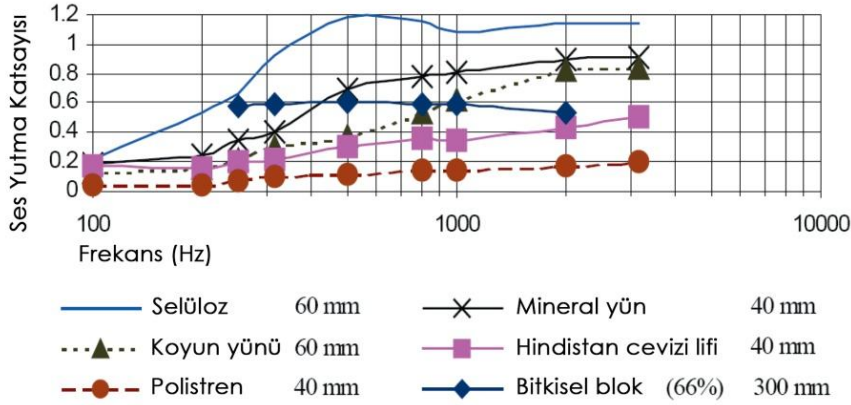 Ses Yutma Katsayısı
1.2
1
0.8
0.6
0.4
0.2
0
100 1000 10000
Frekans (Hz)
Selüloz 60 mm Mineral yün 40 mm
Koyun yünü 60 mm Hindistan cevizi lifi 40 mm
Polistren 40 mm Bitkisel blok (66%) 300 mm